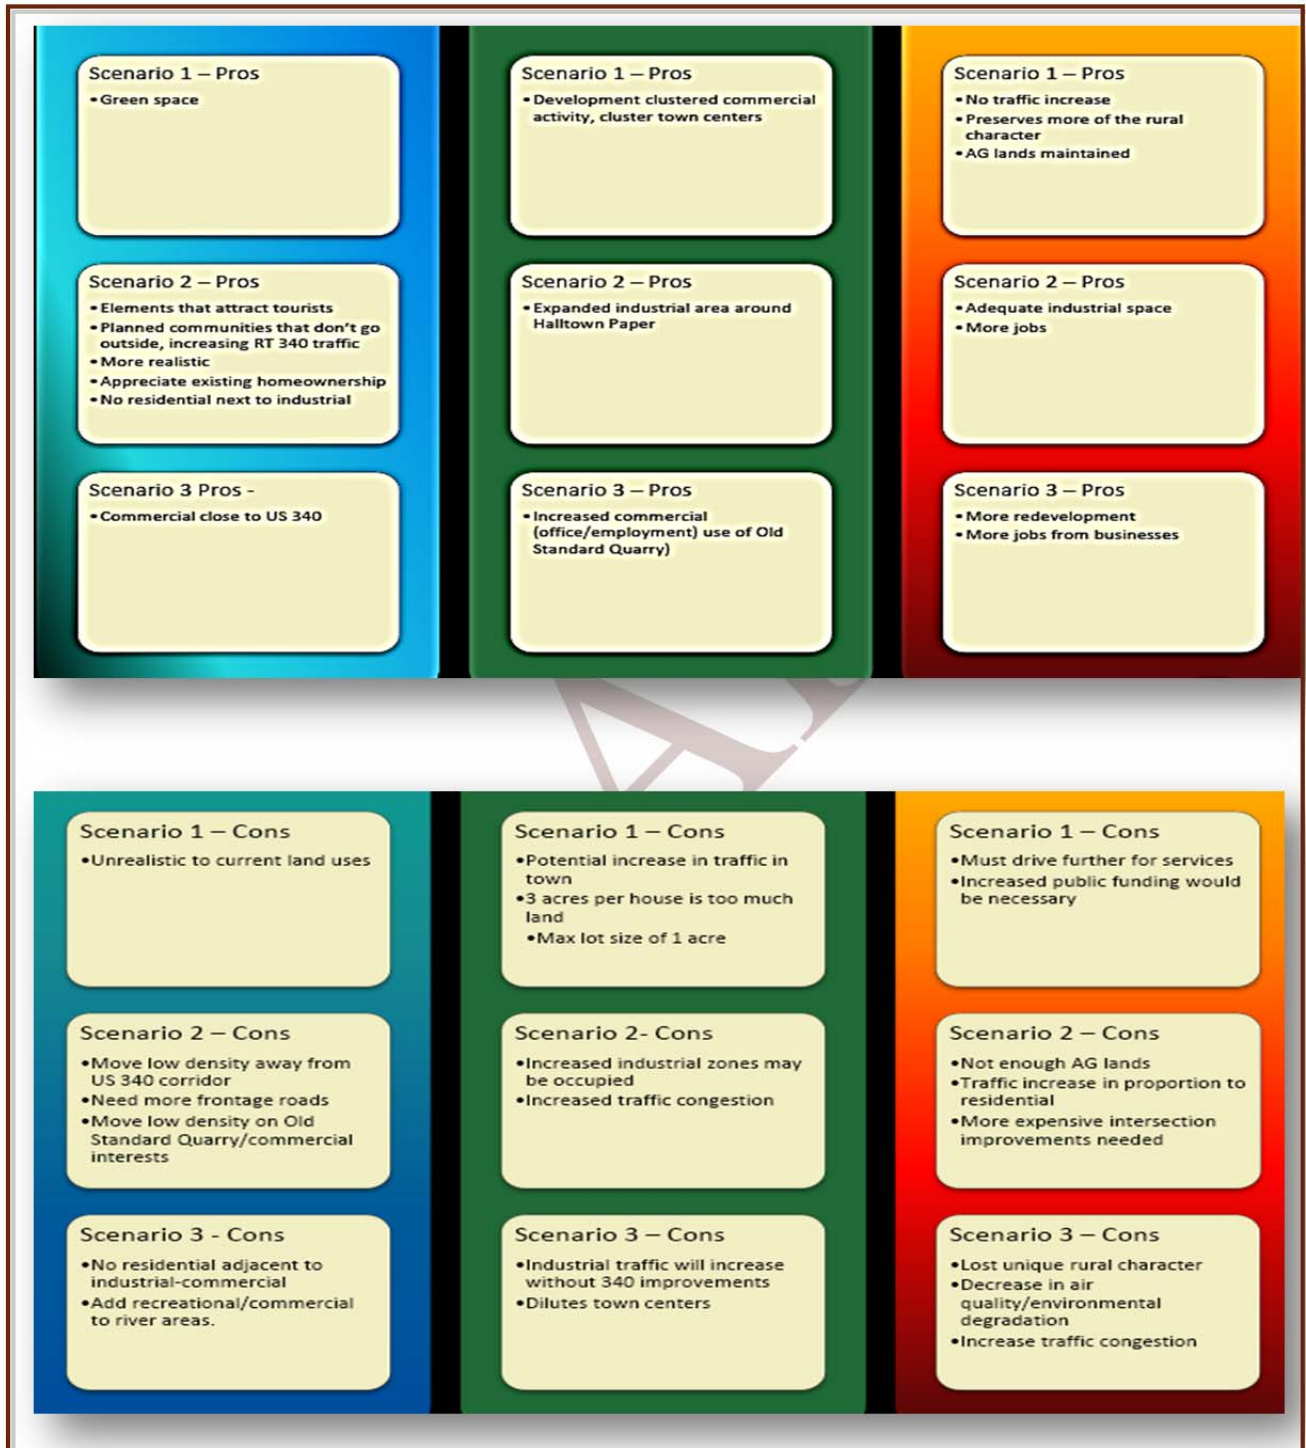 Scenario 1 – Pros
•Green space
Scenario 2 – Pros
•Elements that attract tourists
•Planned communities that don't go
outside, increasing RT 340 traffic
•More realistic
•Appreciate existing homeownership
•No residential next to industrial
Scenario 3 Pros -
•Commercial close to US 340
Scenario 1 – Pros
•Development clustered commercial
activity, cluster town centers
Scenario 2 – Pros
•Expanded industrial area around
Halltown Paper
Scenario 3 – Pros
•Increased commercial
(office/employment) use of Old
Standard Quarry)
Scenario 1 – Pros
•No traffic increase
•Preserves more of the rural
character
•AG lands maintained
Scenario 2 – Pros
•Adequate industrial space
•More jobs
Scenario 3 – Pros
•More redevelopment
•More jobs from businesses
Scenario 1 – Cons
•Unrealistic to current land uses
Scenario 2 – Cons
•Move low density away from
US 340 corridor
•Need more frontage roads
•Move low density on Old
Standard Quarry/commercial
interests
Scenario 3 - Cons
•No residential adjacent to
industrial-commercial
•Add recreational/commercial
to river areas.
Scenario 1 – Cons
•Potential increase in traffic in
town
•3 acres per house is too much
land
•Max lot size of 1 acre
Scenario 2- Cons
•Increased industrial zones may
be occupied
•Increased traffic congestion
Scenario 3 – Cons
•Industrial traffic will increase
without 340 improvements
•Dilutes town centers
Scenario 1 – Cons
•Must drive further for services
•Increased public funding would
be necessary
Scenario 2 – Cons
•Not enough AG lands
•Traffic increase in proportion to
residential
•More expensive intersection
improvements needed
Scenario 3 – Cons
•Lost unique rural character
•Decrease in air
quality/environmental
degradation
•Increase traffic congestion